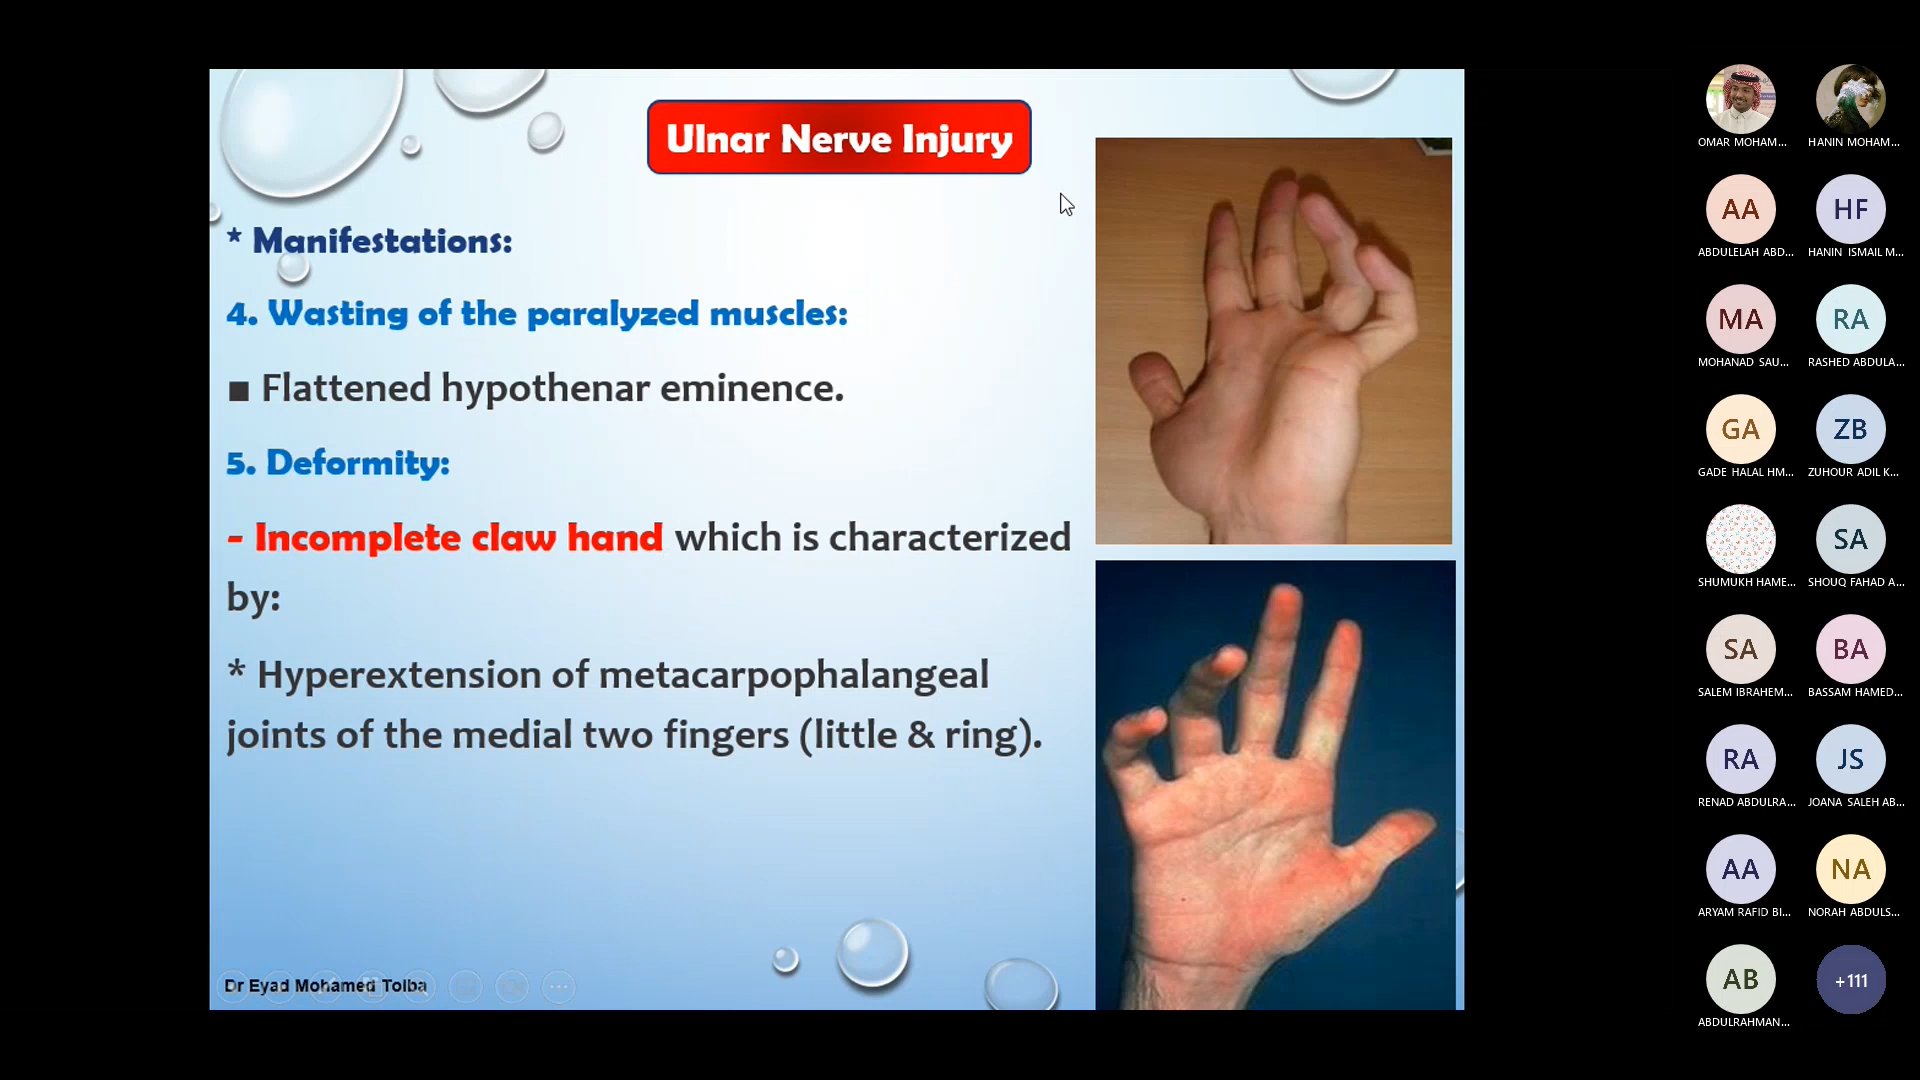 Ulnar Nerve Injury
* Manifestations:
4. Wasting of the paralyzed muscles:
■ Flattened hypothenar eminence.
5. Deformity:
- Incomplete claw hand which is characterized
by:
* Hyperextension of metacarpophalangeal
joints of the medial two fingers (little & ring).
Dr Eyad Mohamed Tolba
OMAR MOHAM...
HANIN MOHAM...
AA
HF
ABDULELAH ABD...
HANIN ISMAIL M...
MA
RA
MOHANAD SAU...
RASHED ABDULA...
GA
ZB
GADE HALAL HM...
ZUHOUR ADIL K...
SA
SHUMUKH HAME...
SHOUQ FAHAD A...
SA
BA
SALEM IBRAHEM...
BASSAM HAMED...
RA
JS
RENAD ABDULRA...
JOANA SALEH AB...
AA
NA
ARYAM RAFID BI...
NORAH ABDULS...
AB
+111
ABDULRAHMAN...